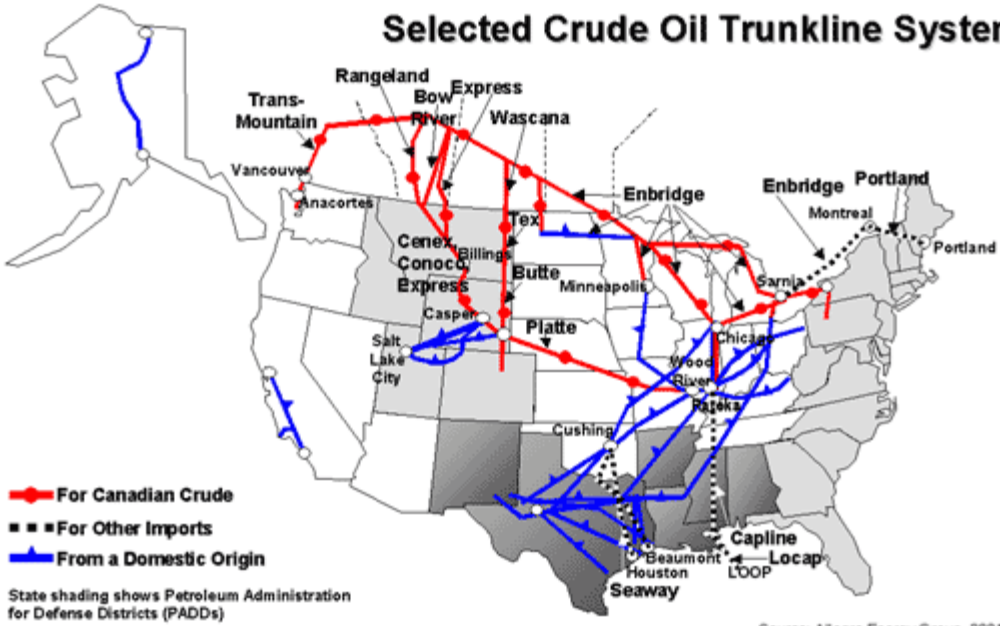 Selected Crude Oil Trunkline System
Rangeland
Express
Bow
River
Trans-
Mountain
Wascana
Vancouver
Anacortes
Enbridge
Enbridge
Portland
Montreal
Portland
Tex
Cenex,
Conoco,
Express
Billings
Butte
Minneapolis
Sarnia
Casper
Platte
Salt
Lake
City
Chicago
Wood
River
Patoka
Cushing
For Canadian Crude
For Other Imports
From a Domestic Origin
Capline
Locap
LOOP
Beaumont
Houston
Seaway
State shading shows Petroleum Administration
for Defense Districts (PADDs)